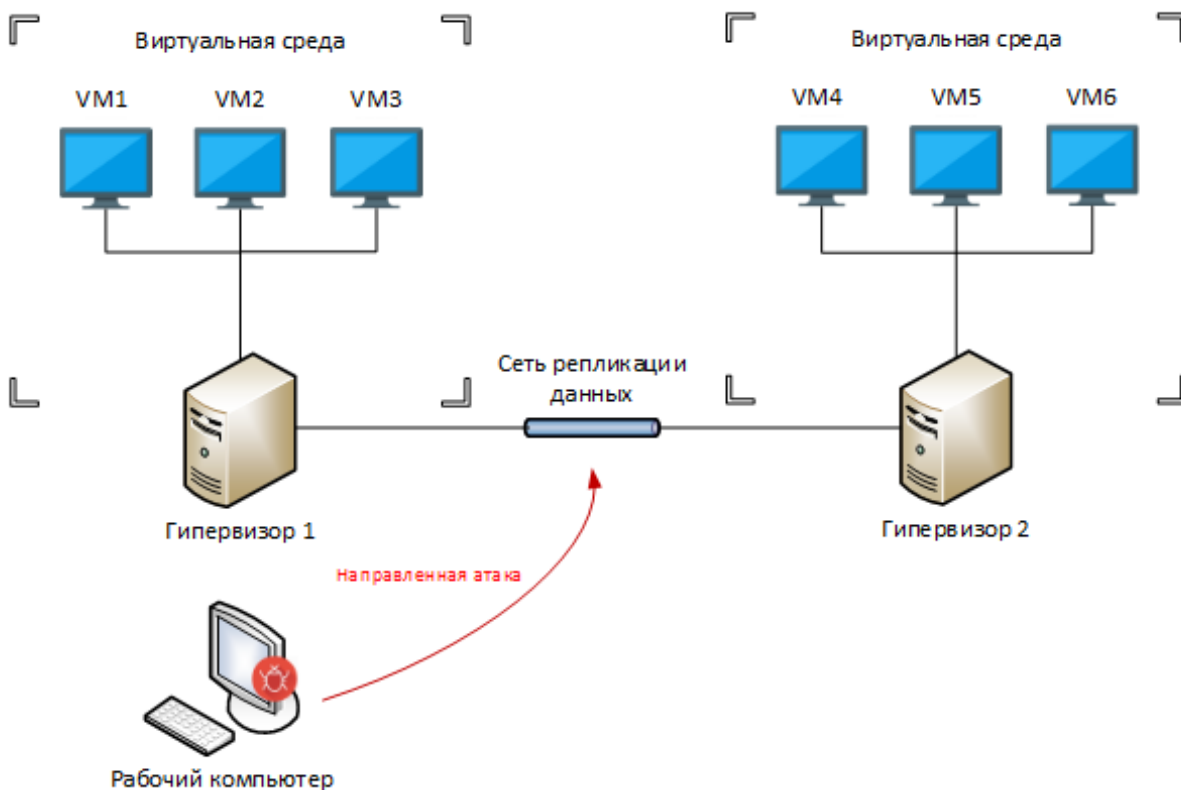 Виртуальная среда
VM1 VM2 VM3
Виртуальная среда
VM4 VM5 VM6
Сеть репликации
данных
Гипервизор 1
Гипервизор 2
Направленная атака
Рабочий компьютер